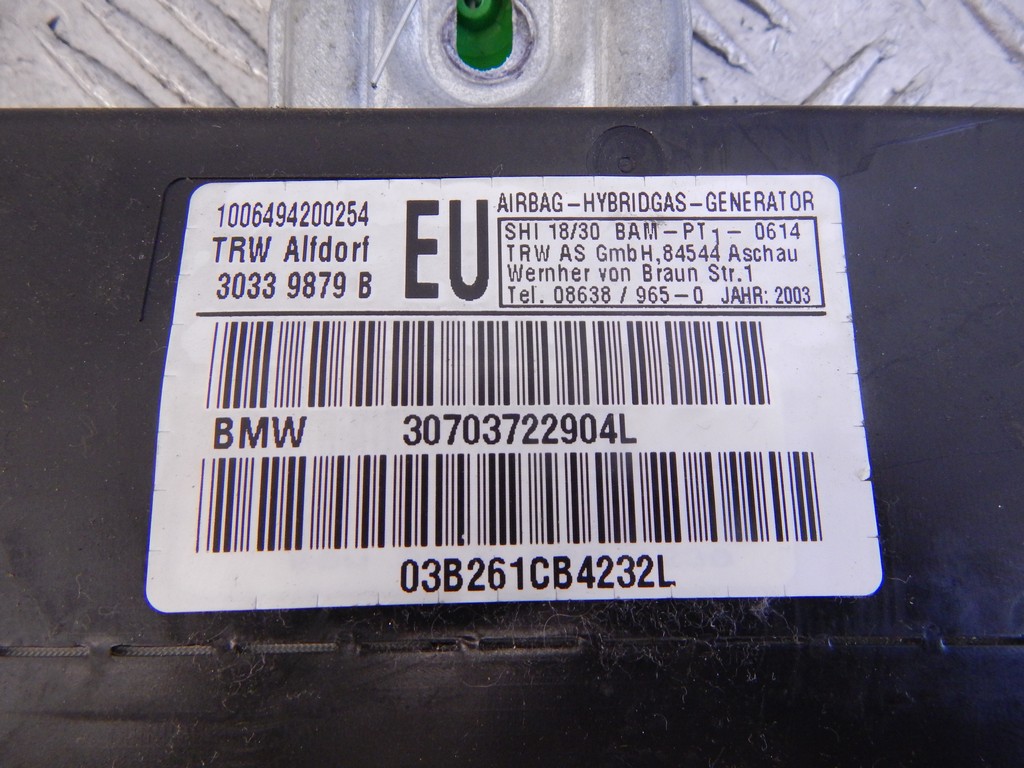 1006494200254
TRW Alfdorf
3033 9879 B
EU
AIRBAG-HYBRIDGAS-GENERATOR
SHI 18/30 BAM-PT1- 0614
TRW AS GmbH,84544 Aschau
Wernher von Braun Str.1
Tel. 08638 / 965-0 JAHR: 2003
BMW 30703722904L
03B261CB4232L